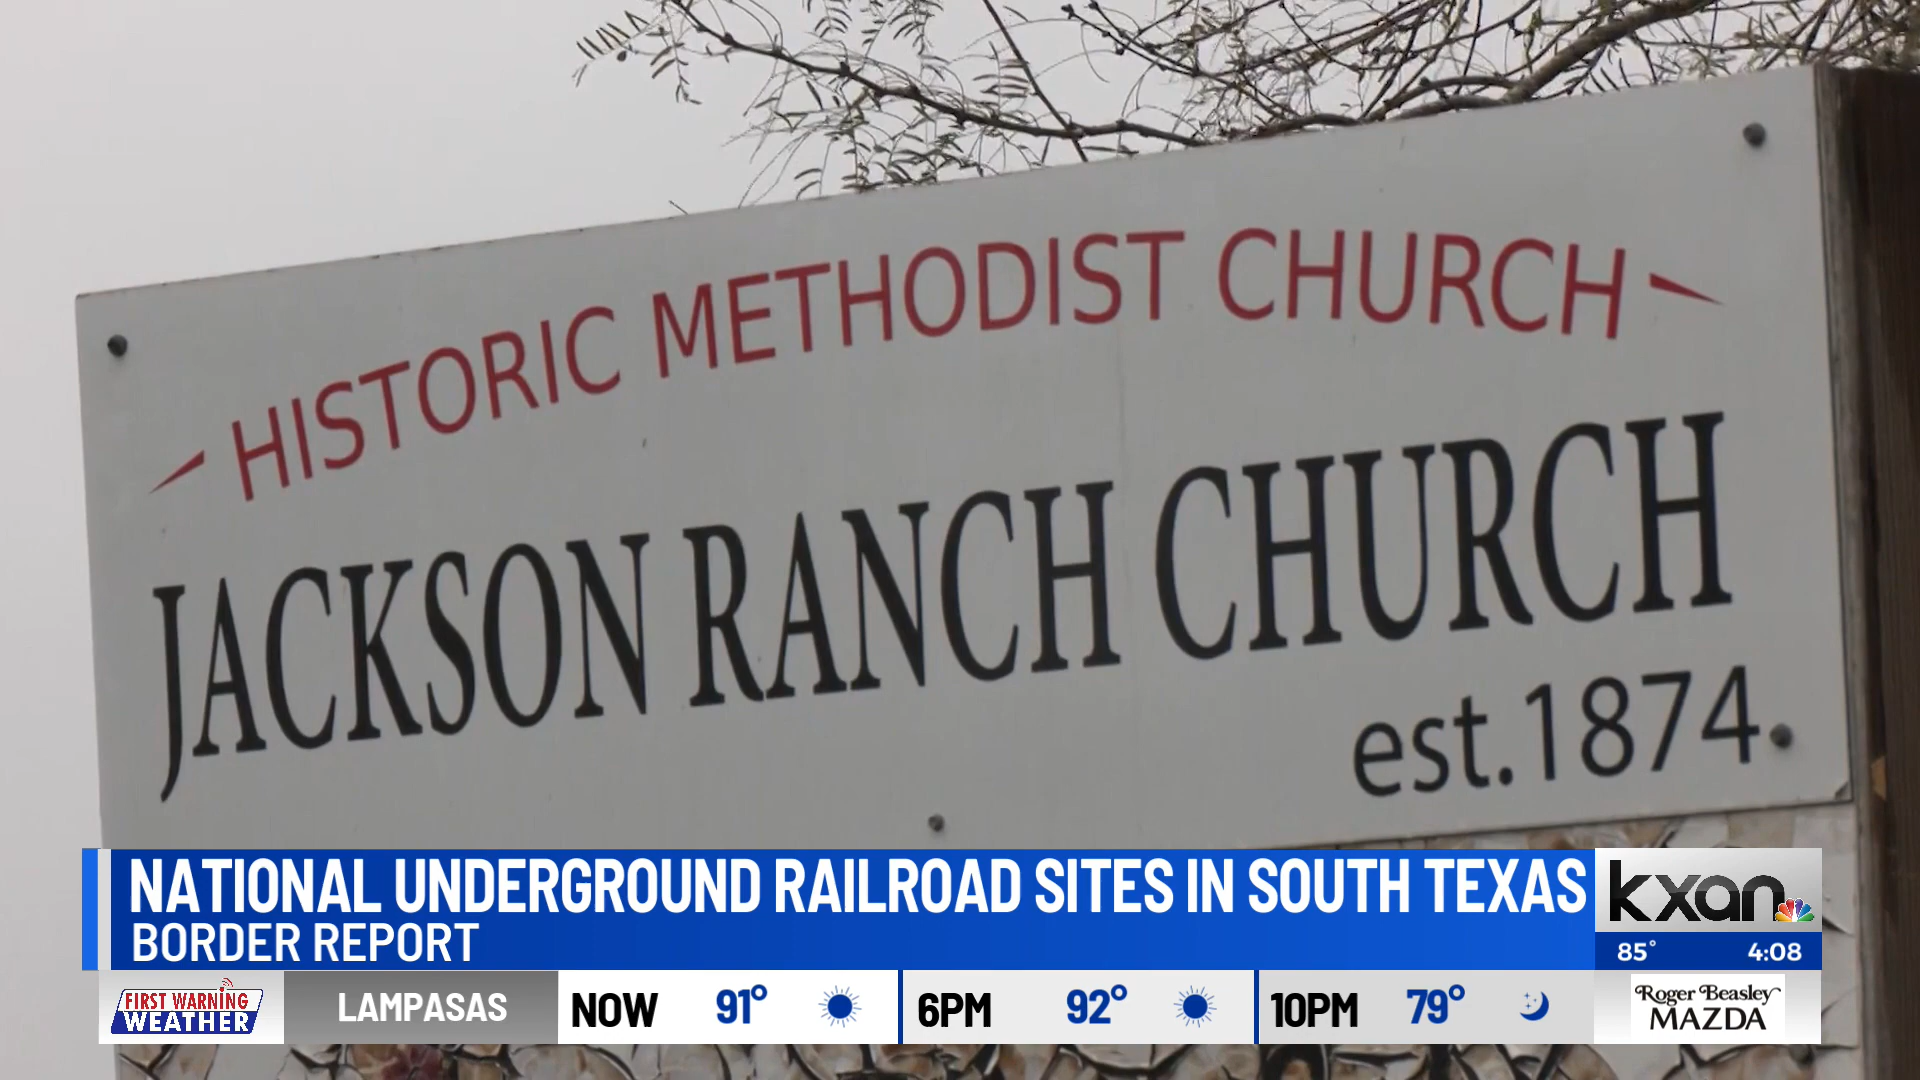 HISTORIC METHODIST CHURCH
JACKSON RANCH CHURCH
est.1874
NATIONAL UNDERGROUND RAILROAD SITES IN SOUTH TEXAS
BORDER REPORT
kxan
85° 4:08
FIRST WARNING
WEATHER
LAMPASAS NOW 91° 6PM 92° 10PM 79°
Roger Beasley
MAZDA